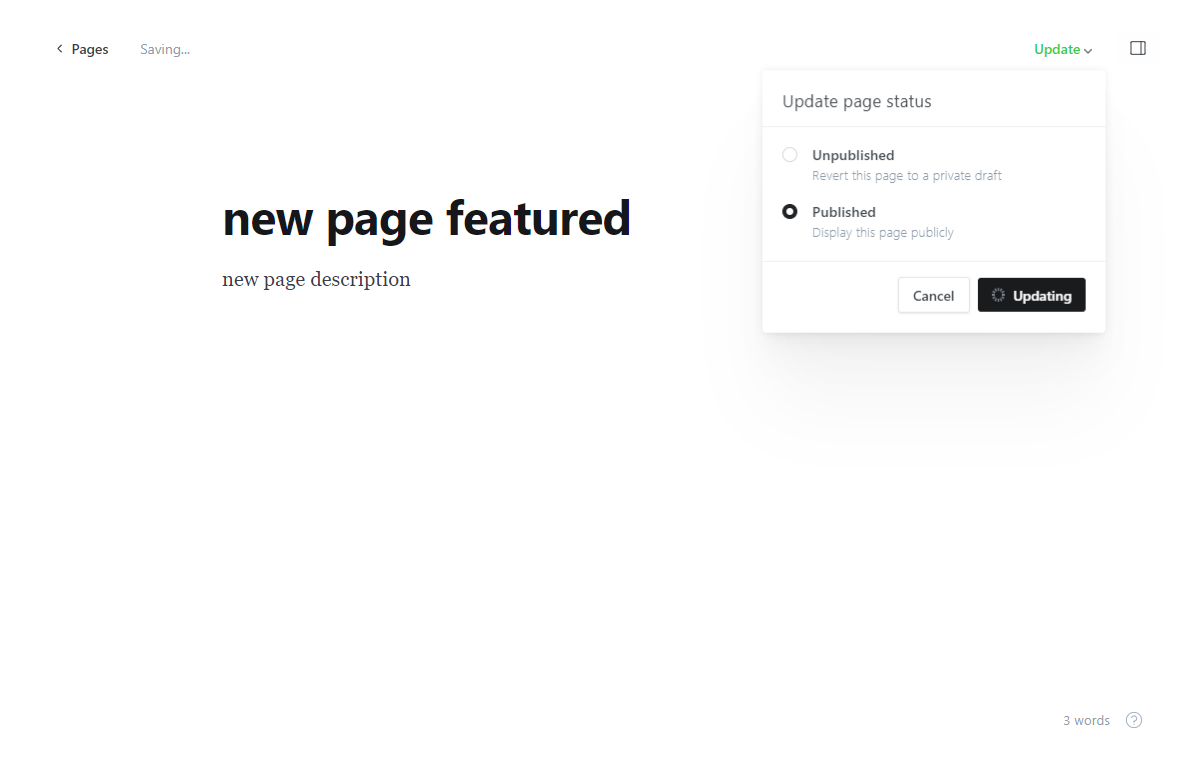 Pages
Saving...
Update
Update page status
Unpublished
Revert this page to a private draft
Published
Display this page publicly
Cancel
Updating
new page featured
new page description
3 words
?